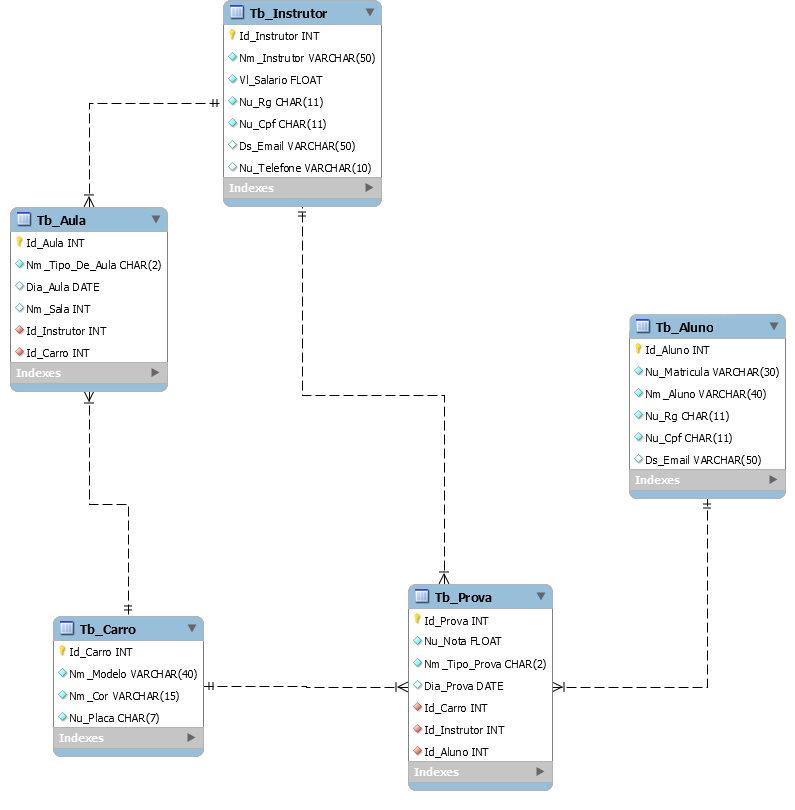 Tb_Instrutor
Id_Instrutor INT
Nm_Instrutor VARCHAR(50)
Vl_Salario FLOAT
Nu_Rg CHAR(11)
Nu_Cpf CHAR(11)
Ds_Email VARCHAR(50)
Nu_Telefone VARCHAR(10)
Indexes
Tb_Aula
Id_Aula INT
Nm_Tipo_De_Aula CHAR(2)
Dia_Aula DATE
Nm_Sala INT
Id_Instrutor INT
Id_Carro INT
Indexes
Tb_Aluno
Id_Aluno INT
Nu_Matricula VARCHAR(30)
Nm_Aluno VARCHAR(40)
Nu_Rg CHAR(11)
Nu_Cpf CHAR(11)
Ds_Email VARCHAR(50)
Indexes
Tb_Carro
Id_Carro INT
Nm_Modelo VARCHAR(40)
Nm_Cor VARCHAR(15)
Nu_Placa CHAR(7)
Indexes
Tb_Prova
Id_Prova INT
Nu_Nota FLOAT
Nm_Tipo_Prova CHAR(2)
Dia_Prova DATE
Id_Carro INT
Id_Instrutor INT
Id_Aluno INT
Indexes